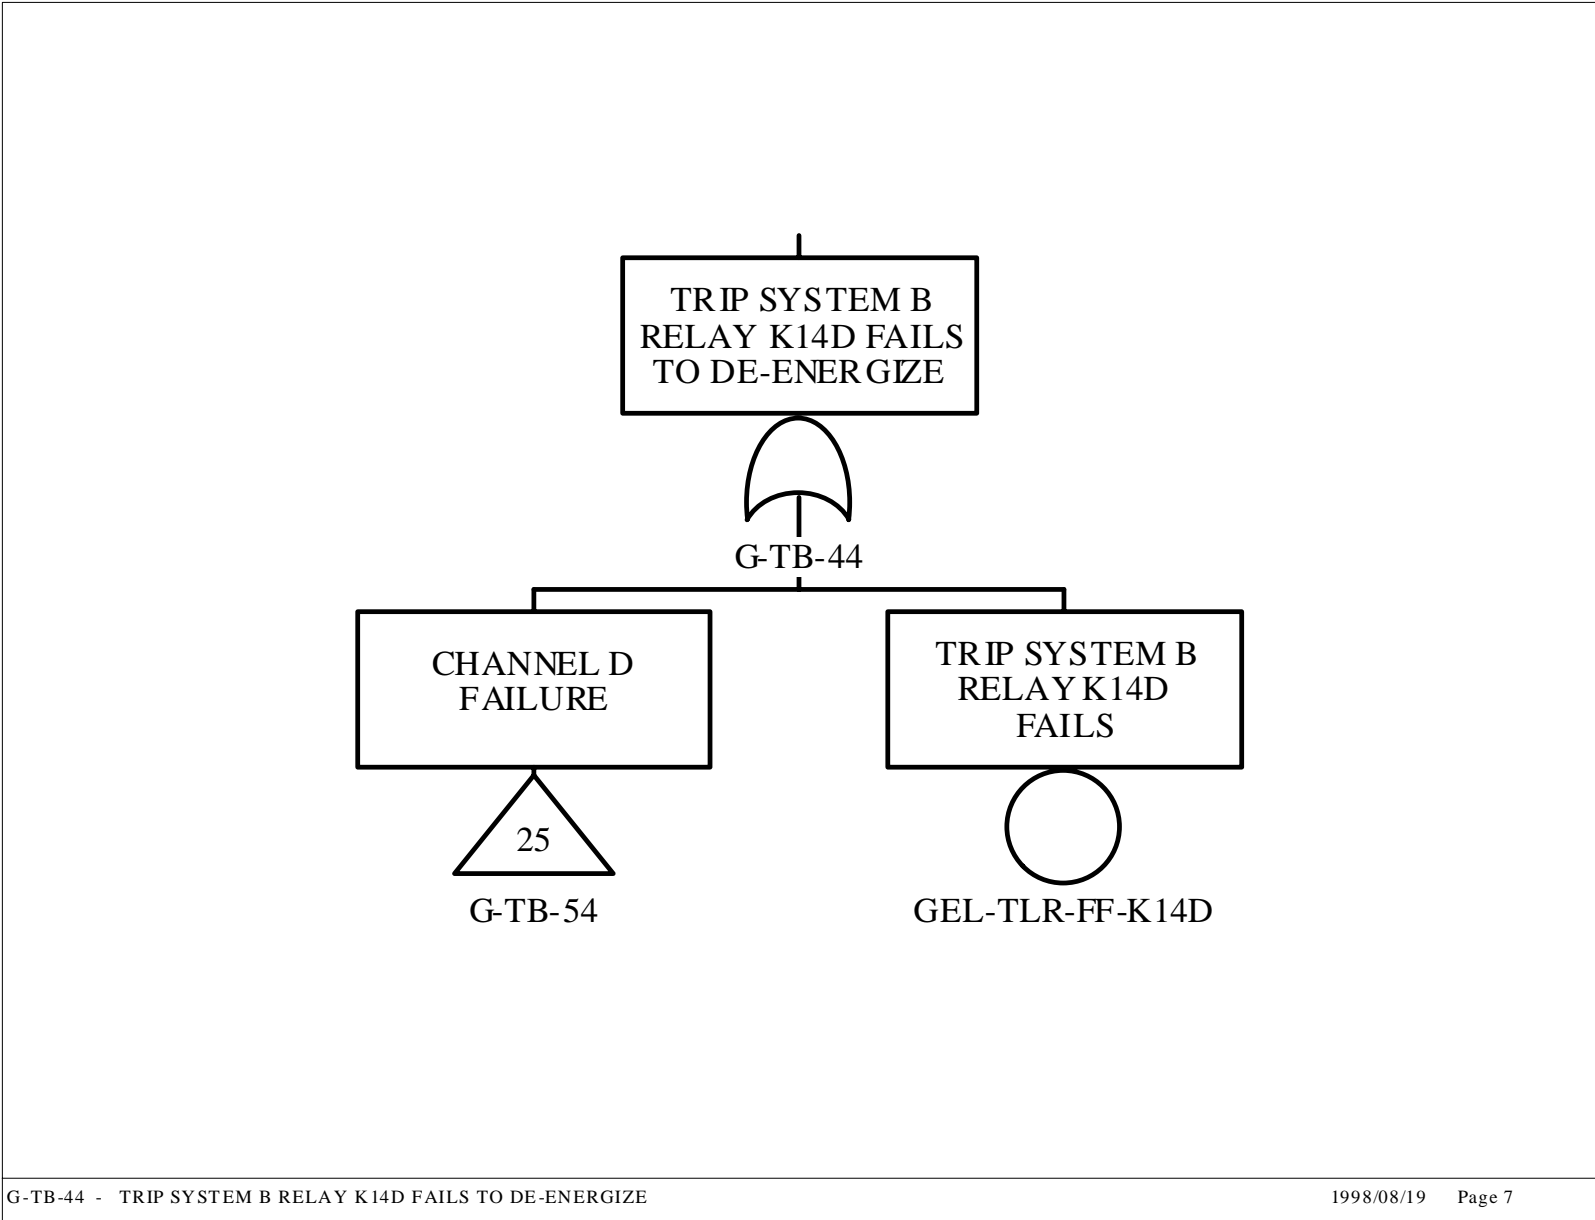 TRIP SYSTEM B
RELAY K14D FAILS
TO DE-ENERGIZE
G-TB-44
CHANNEL D
FAILURE
25
G-TB-54
TRIP SYSTEM B
RELAY K14D
FAILS
GEL-TLR-FF-K14D
G-TB-44 - TRIP SYSTEM B RELAY K14D FAILS TO DE-ENERGIZE
1998/08/19 Page 7